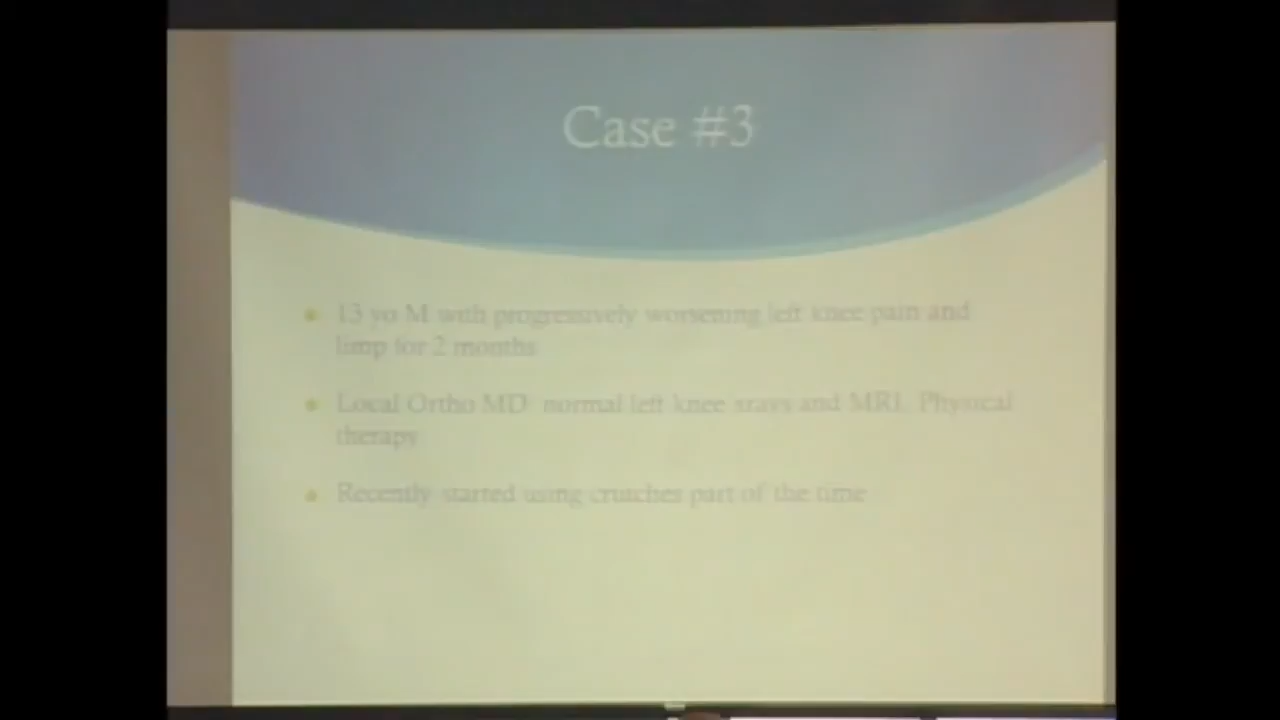 Case #3
13 yo M with progressively worsening left knee pain and
limp for 2 months
Local Ortho MD: normal left knee xrays and MRI. Physical
therapy
Recently started using crutches part of the time